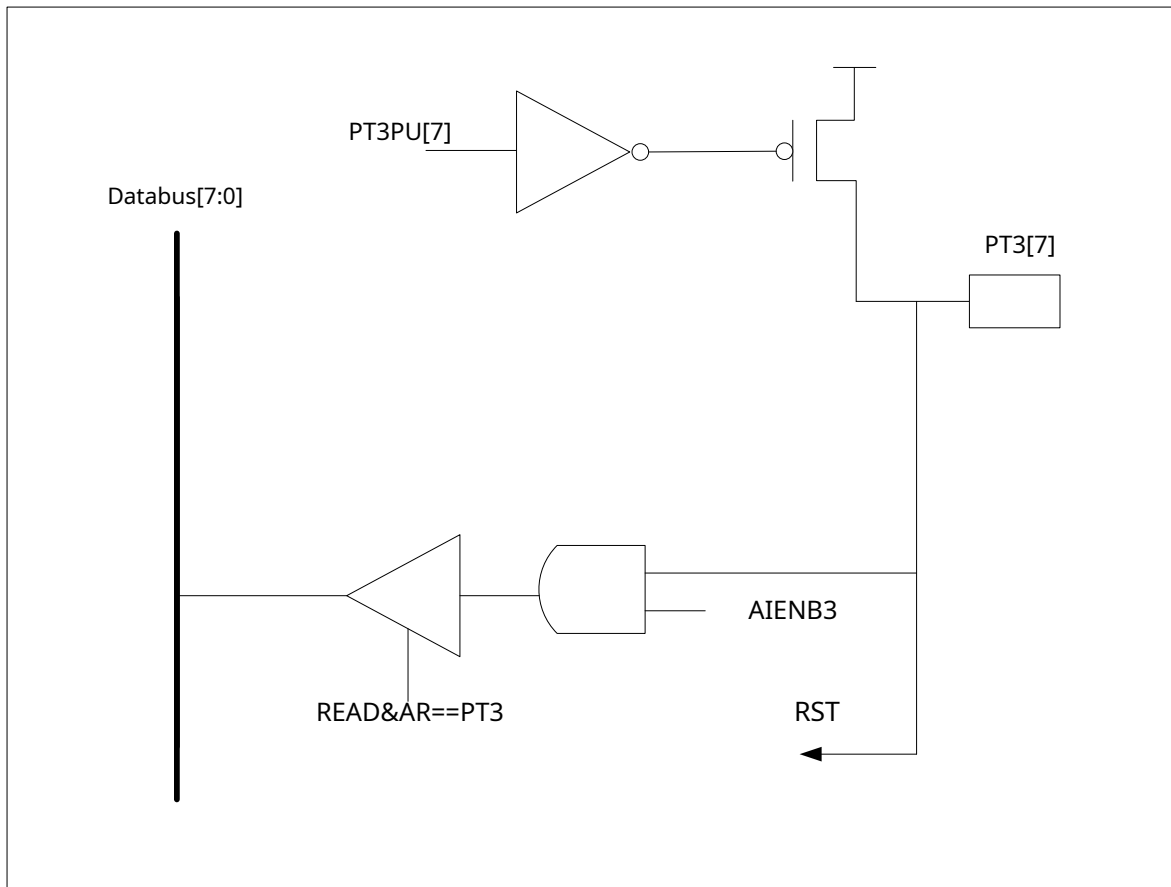 PT3PU[7]
Databus[7:0]
PT3[7]
AIENB3
READ&AR==PT3
RST